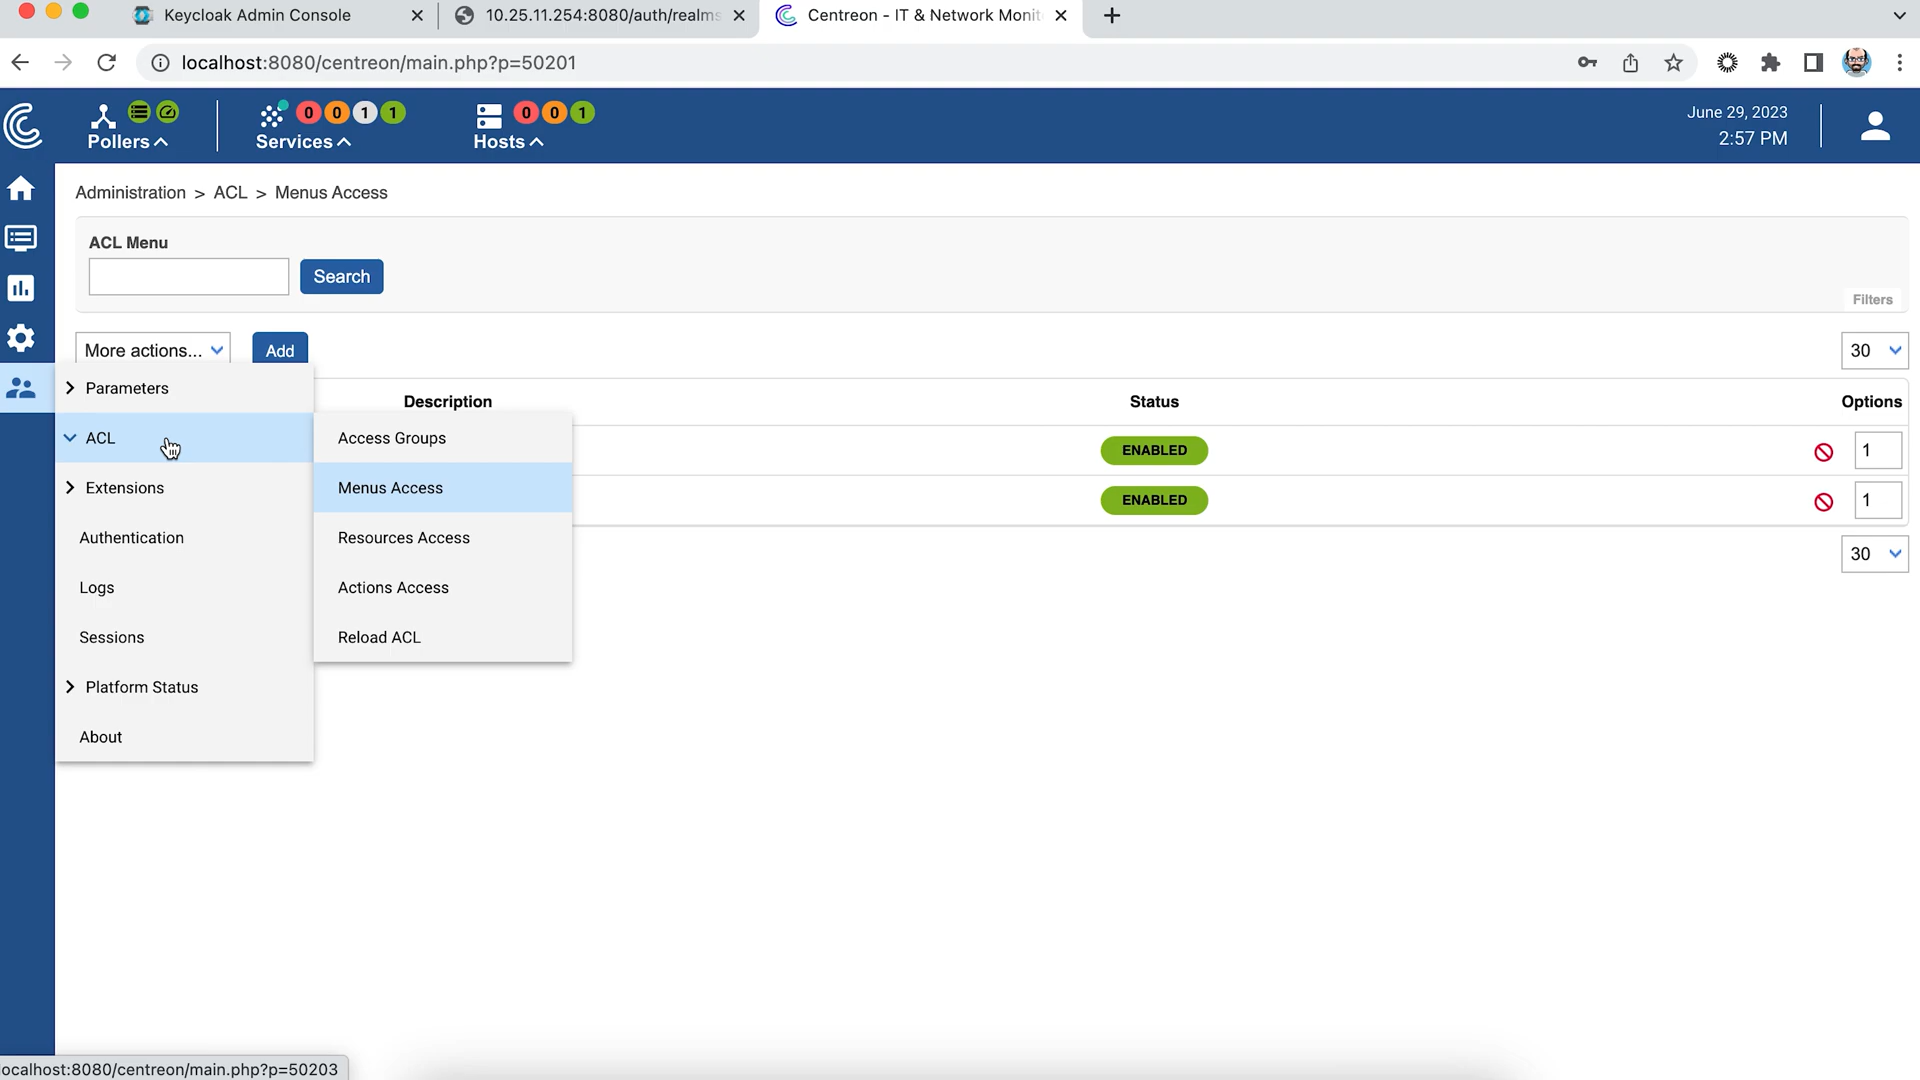 Keycloak Admin Console
10.25.11.254:8080/auth/realms
Centreon - IT & Network Monit
localhost:8080/centreon/main.php?p=50201
Pollers
0 0 1 1
Services
0 0 1
Hosts
June 29, 2023
2:57 PM
Administration > ACL > Menus Access
ACL Menu
Search
Filters
More actions...
Add
30
Parameters
ACL
Extensions
Authentication
Logs
Sessions
Platform Status
About
Access Groups
Menus Access
Resources Access
Actions Access
Reload ACL
Description
Status
Options
ENABLED
1
ENABLED
1
30
ocalhost:8080/centreon/main.php?p=50203